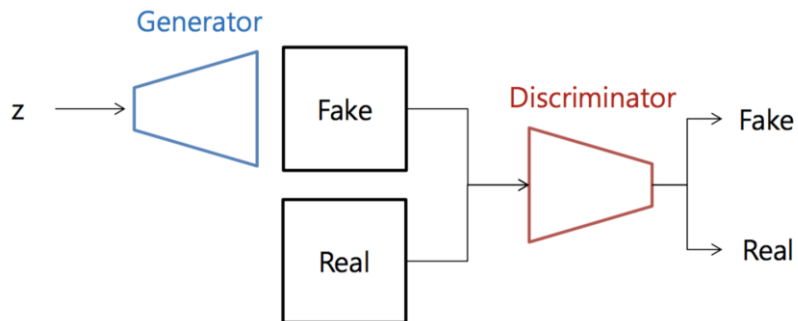 Generator
z
Fake
Real
Discriminator
Fake
Real